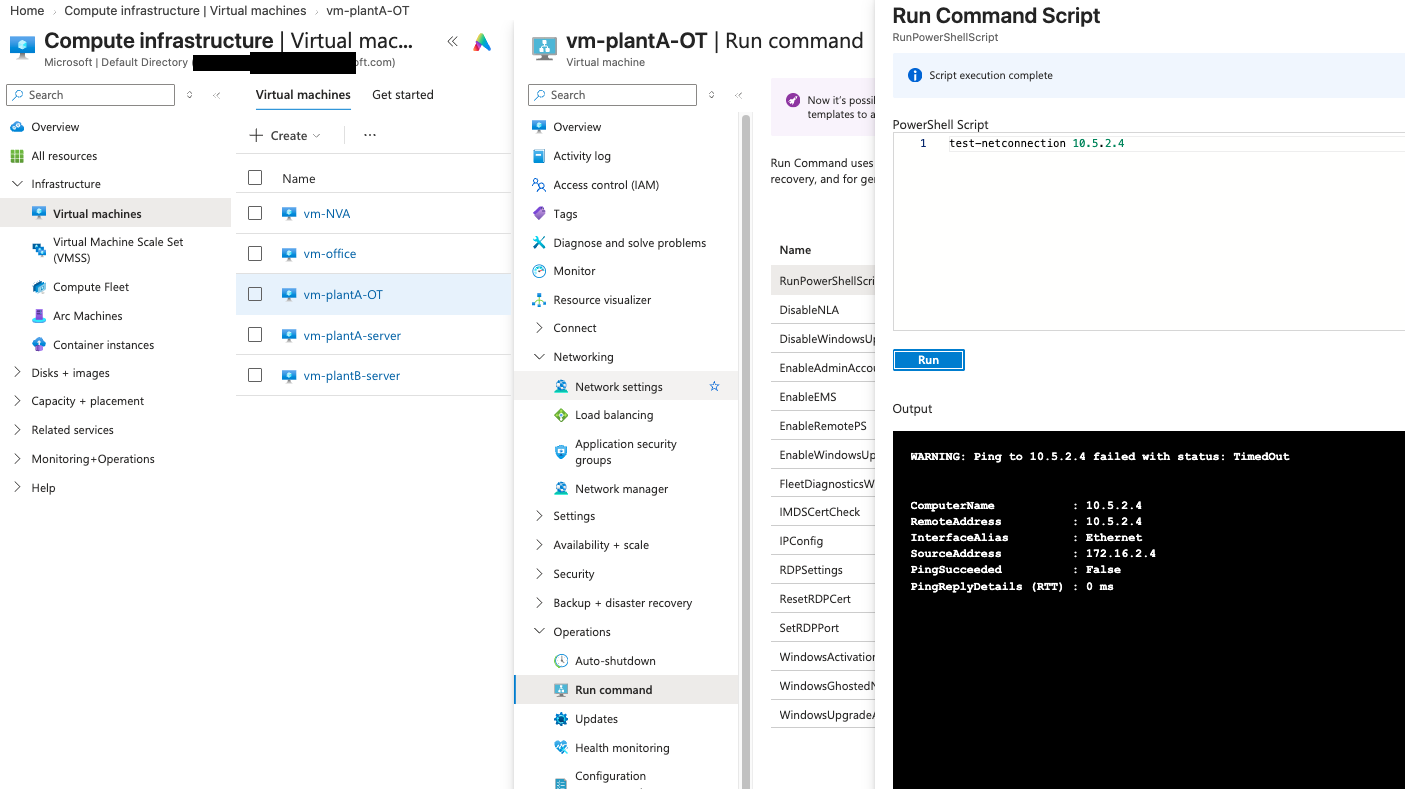 Home › Compute infrastructure | Virtual machines › vm-plantA-OT
Compute infrastructure | Virtual mac...
Microsoft | Default Directory (
oft.com)
Search
Overview
All resources
Infrastructure
Virtual machines
Virtual Machine Scale Set
(VMSS)
Compute Fleet
Arc Machines
Container instances
Disks + images
Capacity + placement
Related services
Monitoring+Operations
Help
Virtual machines
Get started
Create
...
Name
vm-NVA
vm-office
vm-plantA-OT
vm-plantA-server
vm-plantB-server
vm-plantA-OT | Run command
Virtual machine
Search
Overview
Activity log
Access control (IAM)
Tags
Diagnose and solve problems
Monitor
Resource visualizer
Connect
Networking
Network settings
Load balancing
Application security
groups
Network manager
Settings
Availability + scale
Security
Backup + disaster recovery
Operations
Auto-shutdown
Run command
Updates
Health monitoring
Configuration
Now it's possi
templates to a
Run Command uses
recovery, and for gen
Name
RunPowerShellScri
DisableNLA
DisableWindowsUp
EnableAdminAccou
EnableEMS
EnableRemotePS
EnableWindowsUp
FleetDiagnosticsW
IMDSCertCheck
IPConfig
RDPSettings
ResetRDPCert
SetRDPPort
WindowsActivation
WindowsGhostedN
WindowsUpgradeA
Run Command Script
RunPowerShellScript
Script execution complete
PowerShell Script
1 test-netconnection 10.5.2.4
Run
Output
WARNING: Ping to 10.5.2.4 failed with status: TimedOut
ComputerName : 10.5.2.4
RemoteAddress : 10.5.2.4
InterfaceAlias : Ethernet
SourceAddress : 172.16.2.4
PingSucceeded : False
PingReplyDetails (RTT) : 0 ms